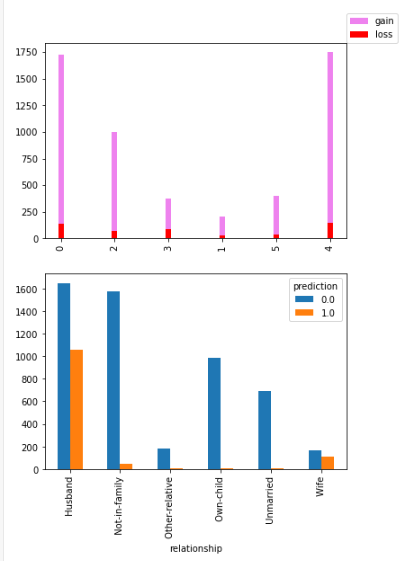 gain
loss
1750
1500
1250
1000
750
500
250
0
0 2 3 1 5 4
prediction
0.0
1.0
1600
1400
1200
1000
800
600
400
200
0
Husband
Not-in-family
Other-relative
Own-child
Unmarried
Wife
relationship